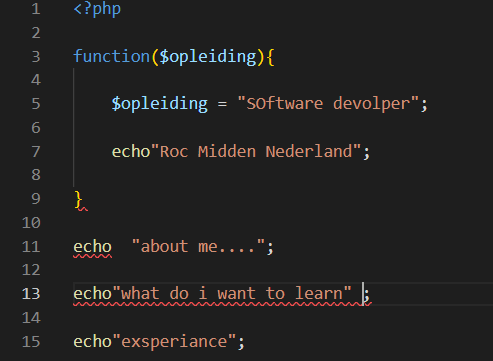 1 <?php
2
3 function($opleiding){
4
5 $opleiding = "SOftware devolper";
6
7 echo"Roc Midden Nederland";
8
9 }
10
11 echo  "about me....";
12
13 echo"what do i want to learn" ;
14
15 echo"exsperiance";